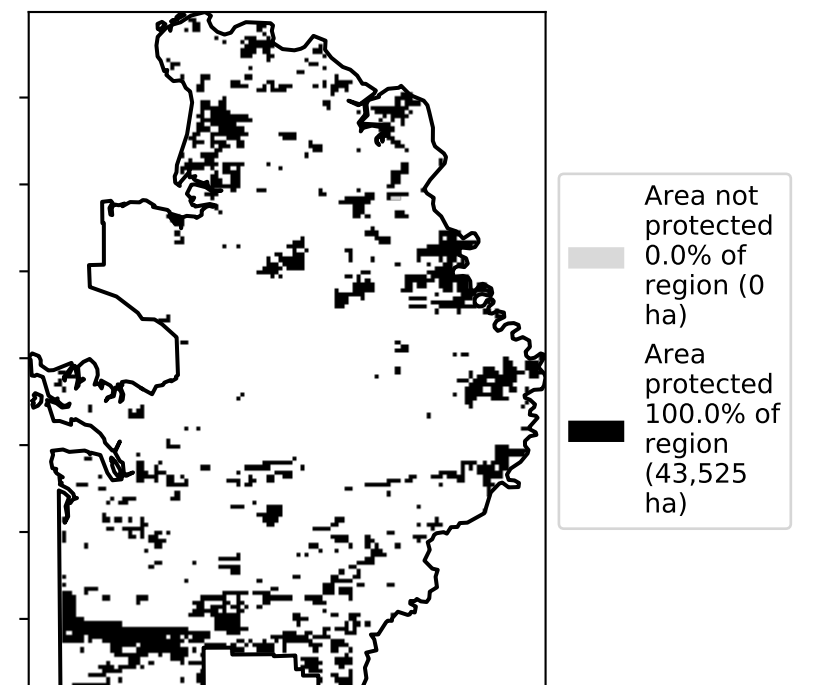 Area not
protected
0.0% of
region (0
ha)
Area
protected
100.0% of
region
(43,525
ha)